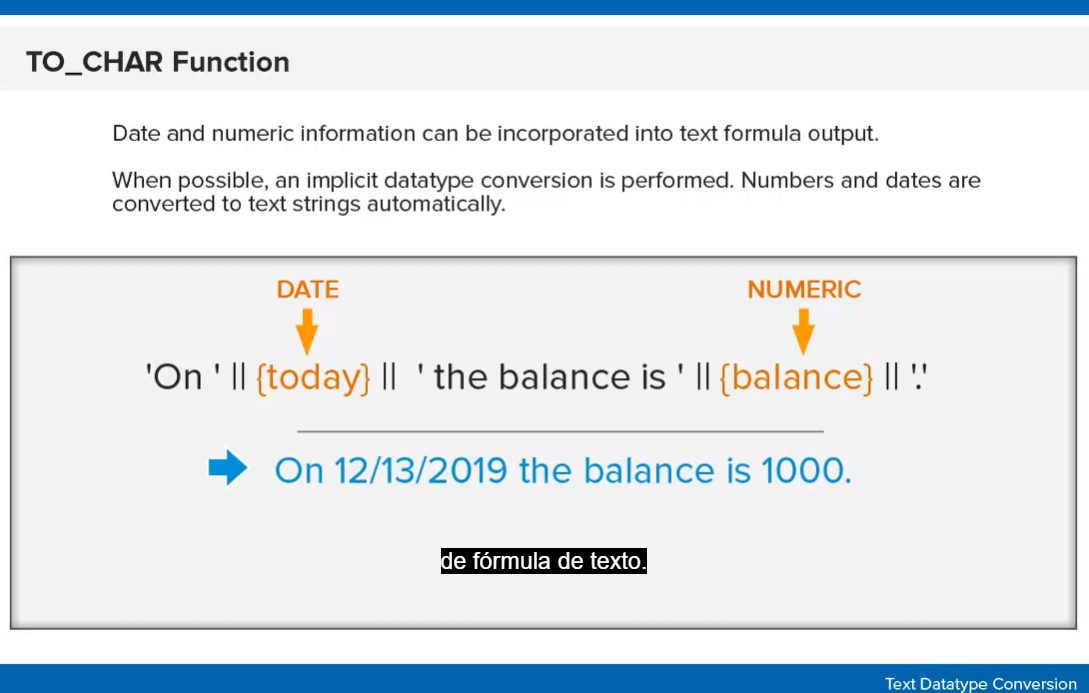 TO_CHAR Function
Date and numeric information can be incorporated into text formula output.
When possible, an implicit datatype conversion is performed. Numbers and dates are
converted to text strings automatically.
DATE NUMERIC
'On ' || {today} || ' the balance is ' || {balance} || '.'
On 12/13/2019 the balance is 1000.
de fórmula de texto.
Text Datatype Conversion